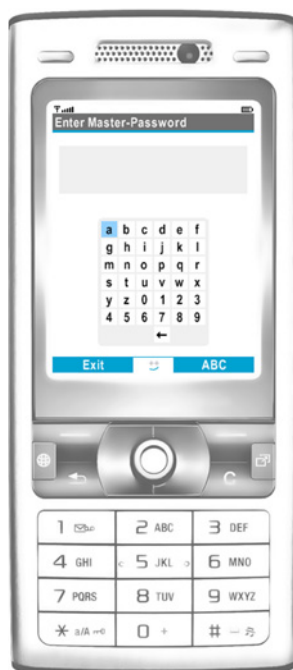 Enter Master-Password
a b c d e f
g h i j k l
m n o p q r
s t u v w x
y z 0 1 2 3
4 5 6 7 8 9
←
Exit ABC
C
1 2 ABC 3 DEF
4 GHI 5 JKL 6 MNO
7 PQRS 8 TUV 9 WXYZ
* a/A 0 + #